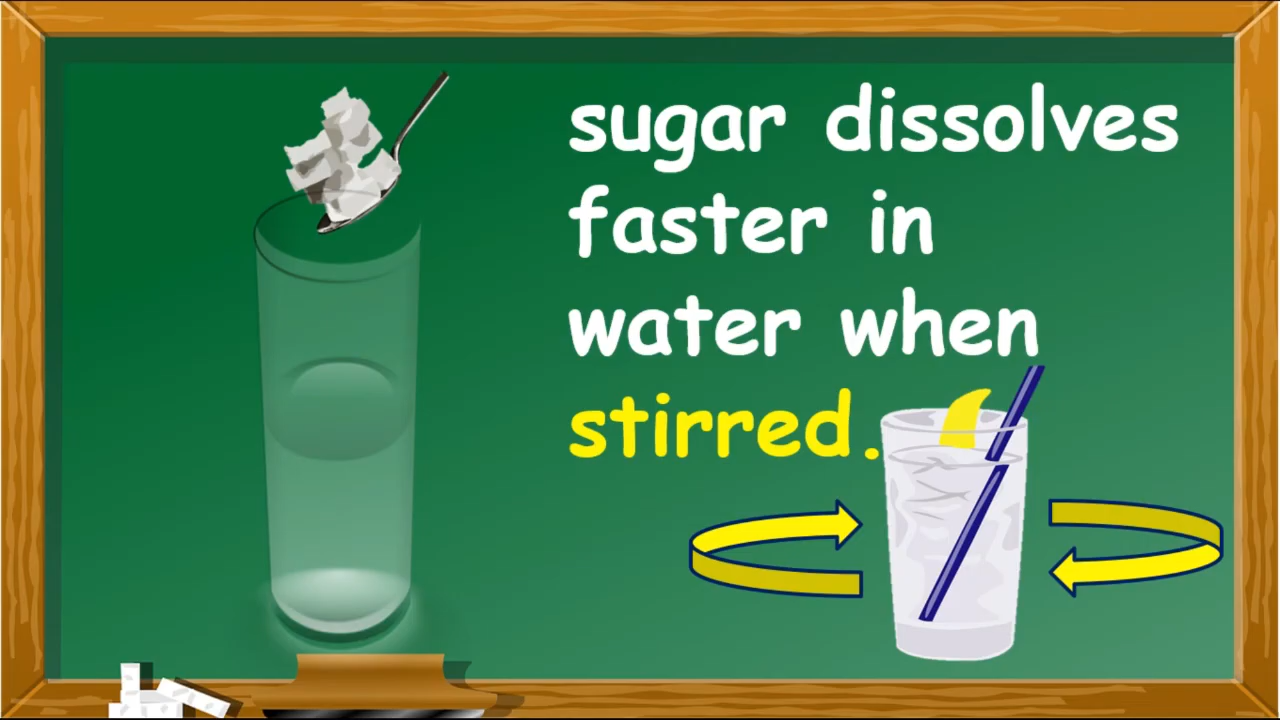 sugar dissolves
faster in
water when
stirred.